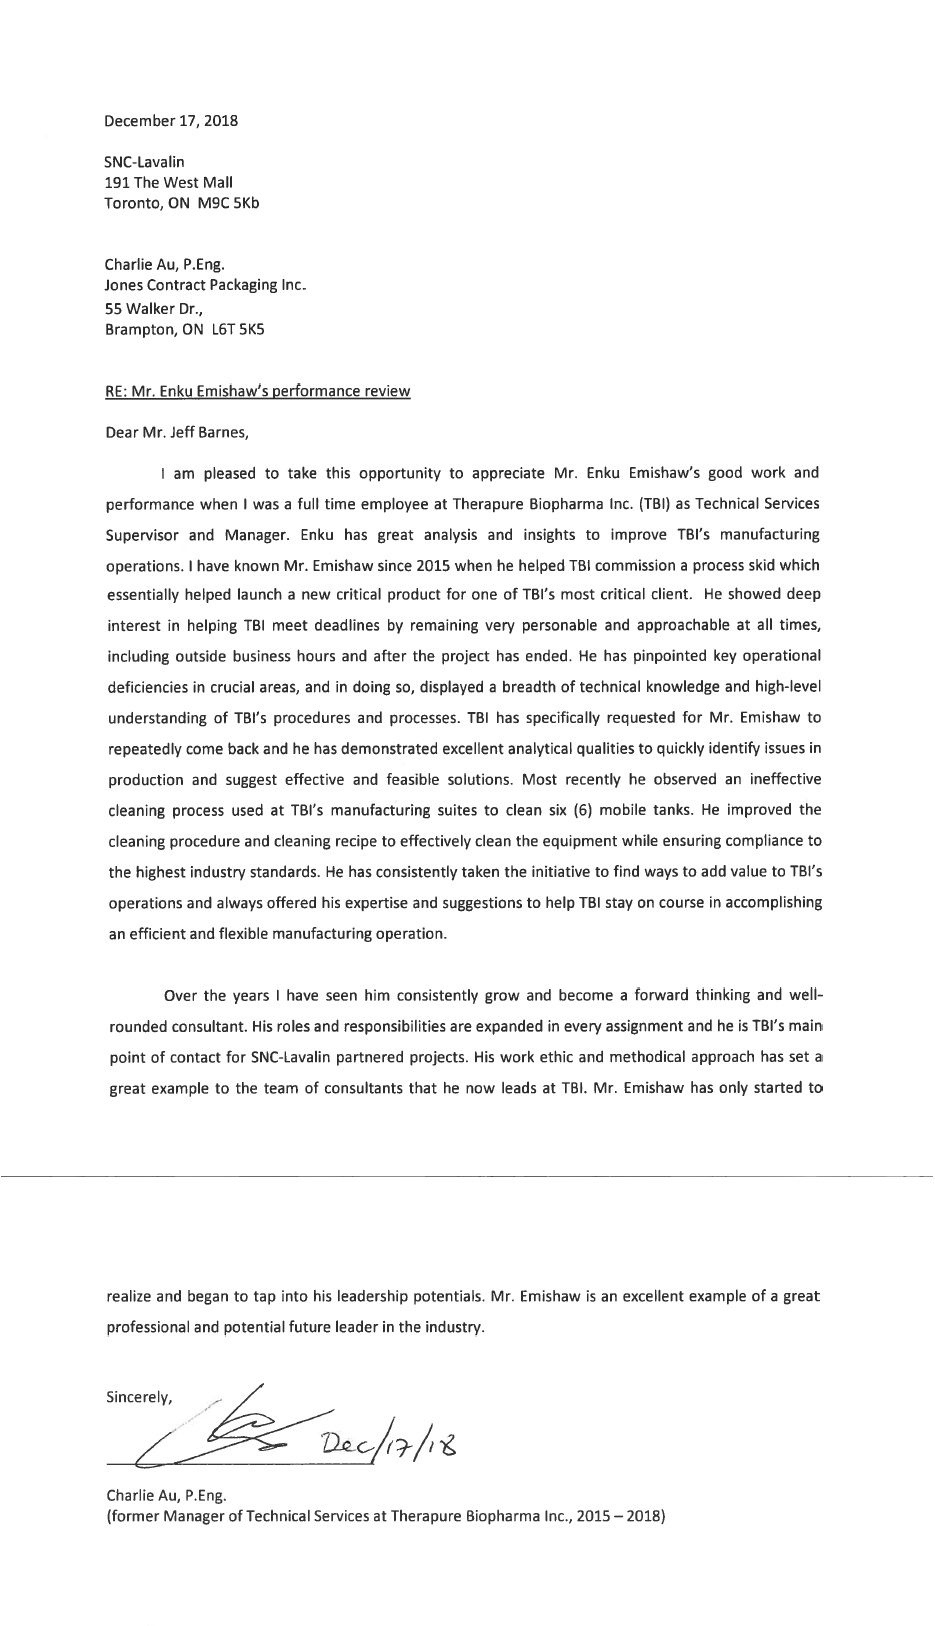 December 17, 2018
SNC-Lavalin
191 The West Mall
Toronto, ON  M9C 5Kb
Charlie Au, P.Eng.
Jones Contract Packaging Inc.
55 Walker Dr.,
Brampton, ON  L6T 5K5
RE: Mr. Enku Emishaw's performance review
Dear Mr. Jeff Barnes,
I am pleased to take this opportunity to appreciate Mr. Enku Emishaw's good work and
performance when I was a full time employee at Therapure Biopharma Inc. (TBI) as Technical Services
Supervisor and Manager. Enku has great analysis and insights to improve TBI's manufacturing
operations. I have known Mr. Emishaw since 2015 when he helped TBI commission a process skid which
essentially helped launch a new critical product for one of TBI's most critical client.  He showed deep
interest in helping TBI meet deadlines by remaining very personable and approachable at all times,
including outside business hours and after the project has ended. He has pinpointed key operational
deficiencies in crucial areas, and in doing so, displayed a breadth of technical knowledge and high-level
understanding of TBI's procedures and processes. TBI has specifically requested for Mr. Emishaw to
repeatedly come back and he has demonstrated excellent analytical qualities to quickly identify issues in
production and suggest effective and feasible solutions. Most recently he observed an ineffective
cleaning process used at TBI's manufacturing suites to clean six (6) mobile tanks. He improved the
cleaning procedure and cleaning recipe to effectively clean the equipment while ensuring compliance to
the highest industry standards. He has consistently taken the initiative to find ways to add value to TBI's
operations and always offered his expertise and suggestions to help TBI stay on course in accomplishing
an efficient and flexible manufacturing operation.
Over the years I have seen him consistently grow and become a forward thinking and well-
rounded consultant. His roles and responsibilities are expanded in every assignment and he is TBI's main
point of contact for SNC-Lavalin partnered projects. His work ethic and methodical approach has set a
great example to the team of consultants that he now leads at TBI. Mr. Emishaw has only started to
realize and began to tap into his leadership potentials. Mr. Emishaw is an excellent example of a great
professional and potential future leader in the industry.
Sincerely,
Dec/17/18
Charlie Au, P.Eng.
(former Manager of Technical Services at Therapure Biopharma Inc., 2015 – 2018)